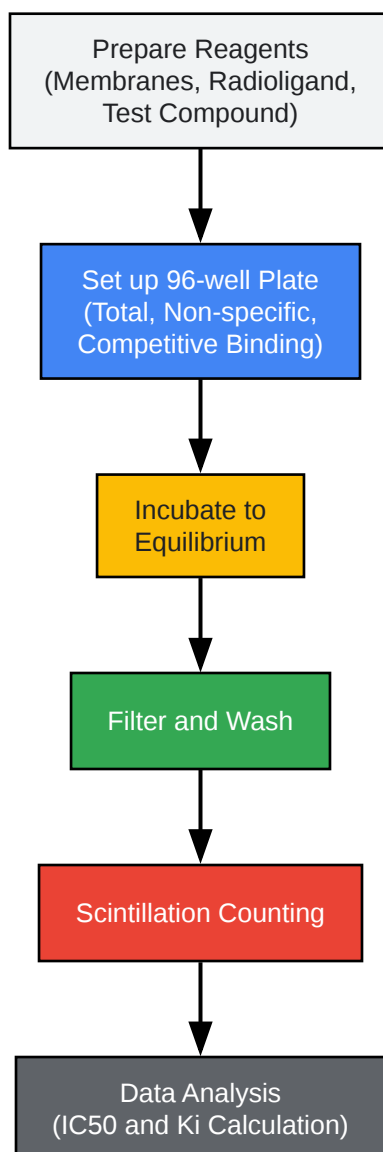 Prepare Reagents
(Membranes, Radioligand,
Test Compound)
Set up 96-well Plate
(Total, Non-specific,
Competitive Binding)
Incubate to
Equilibrium
Filter and Wash
Scintillation Counting
Data Analysis
(IC50 and Ki Calculation)